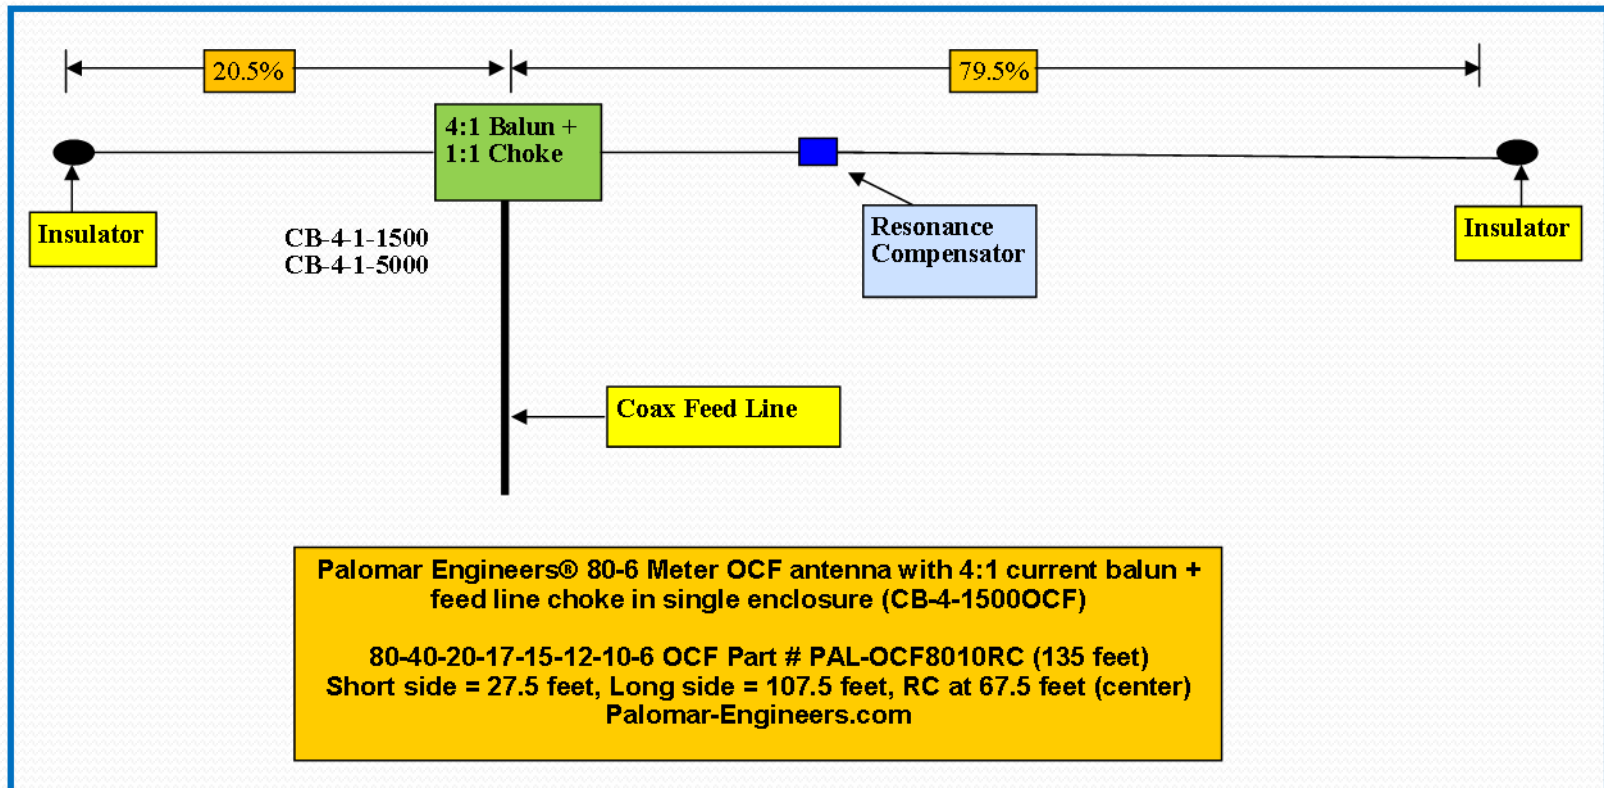 20.5%
79.5%
4:1 Balun +
1:1 Choke
Insulator
CB-4-1-1500
CB-4-1-5000
Resonance
Compensator
Insulator
Coax Feed Line
Palomar Engineers® 80-6 Meter OCF antenna with 4:1 current balun +
feed line choke in single enclosure (CB-4-1500OCF)
80-40-20-17-15-12-10-6 OCF Part # PAL-OCF8010RC (135 feet)
Short side = 27.5 feet, Long side = 107.5 feet, RC at 67.5 feet (center)
Palomar-Engineers.com